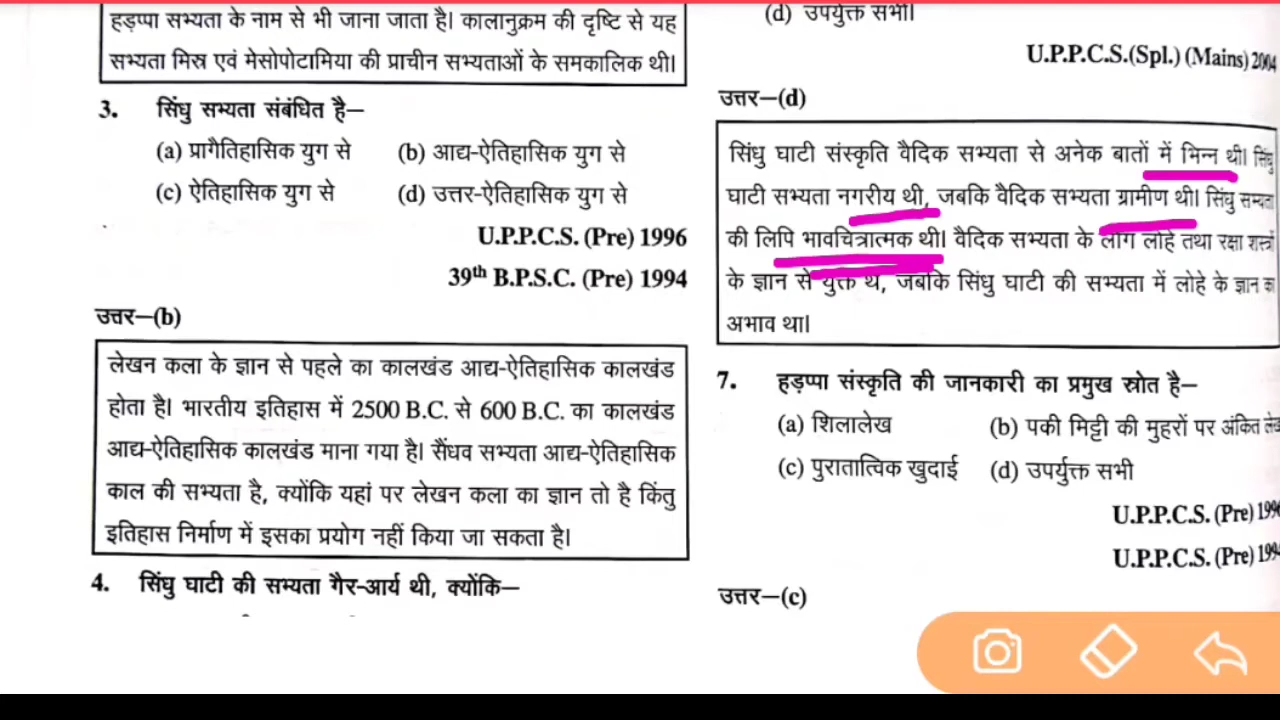 हड़प्पा सभ्यता के नाम से भी जाना जाता है। कालानुक्रम की दृष्टि से यह
सभ्यता मिस्र एवं मेसोपोटामिया की प्राचीन सभ्यताओं के समकालिक थी।
3. सिंधु सभ्यता संबंधित है—
(a) प्रागैतिहासिक युग से (b) आद्य-ऐतिहासिक युग से
(c) ऐतिहासिक युग से (d) उत्तर-ऐतिहासिक युग से
U.P.P.C.S. (Pre) 1996
39th B.P.S.C. (Pre) 1994
उत्तर—(b)
लेखन कला के ज्ञान से पहले का कालखंड आद्य-ऐतिहासिक कालखंड
होता है। भारतीय इतिहास में 2500 B.C. से 600 B.C. का कालखंड
आद्य-ऐतिहासिक कालखंड माना गया है। सैंधव सभ्यता आद्य-ऐतिहासिक
काल की सभ्यता है, क्योंकि यहां पर लेखन कला का ज्ञान तो है किंतु
इतिहास निर्माण में इसका प्रयोग नहीं किया जा सकता है।
4. सिंधु घाटी की सभ्यता गैर-आर्य थी, क्योंकि—
(d) उपर्युक्त सभी।
U.P.P.C.S.(Spl.) (Mains) 2004
उत्तर—(d)
सिंधु घाटी संस्कृति वैदिक सभ्यता से अनेक बातों में भिन्न थी। सिंधु
घाटी सभ्यता नगरीय थी, जबकि वैदिक सभ्यता ग्रामीण थी। सिंधु सभ्यता
की लिपि भावचित्रात्मक थी। वैदिक सभ्यता के लोग लोहे तथा रक्षा शस्त्रों
के ज्ञान से युक्त थे, जबकि सिंधु घाटी की सभ्यता में लोहे के ज्ञान का
अभाव था।
7. हड़प्पा संस्कृति की जानकारी का प्रमुख स्रोत है—
(a) शिलालेख (b) पकी मिट्टी की मुहरों पर अंकित
(c) पुरातात्विक खुदाई (d) उपर्युक्त सभी
U.P.P.C.S. (Pre)
U.P.P.C.S. (Pre)
उत्तर—(c)